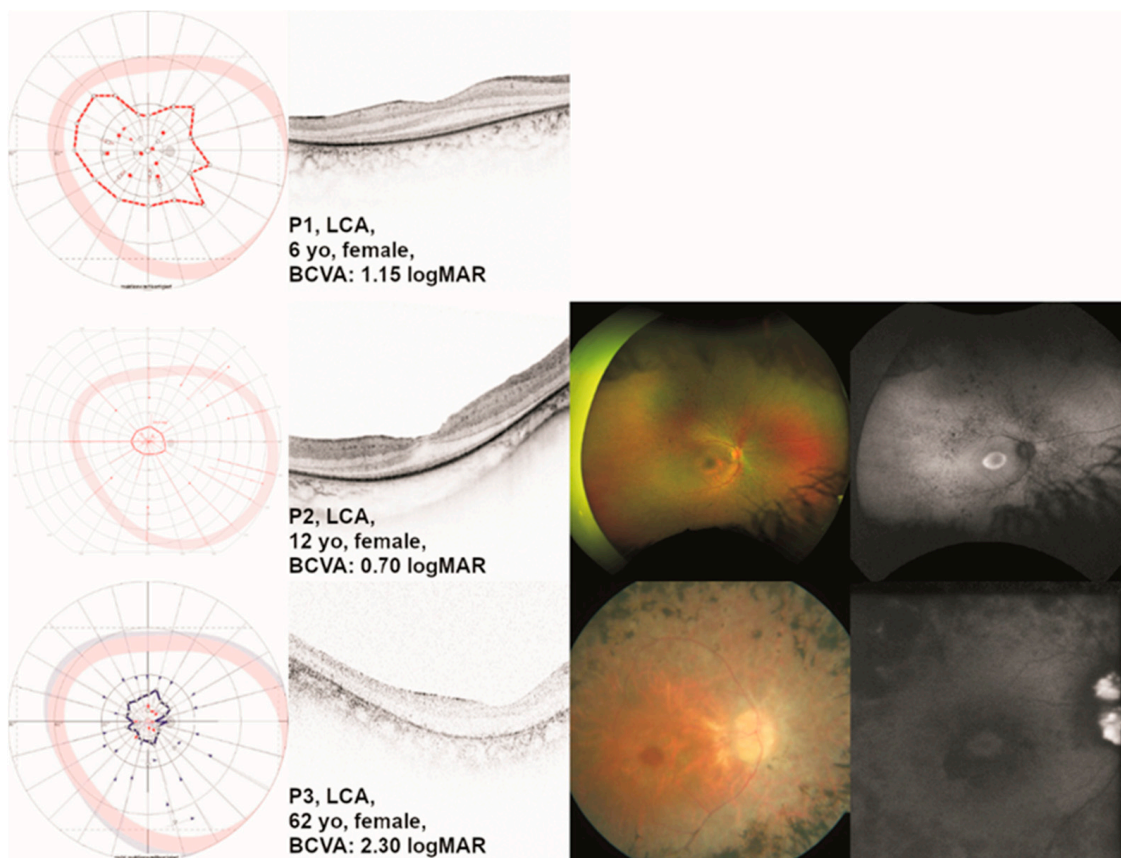 P1, LCA,
6 yo, female,
BCVA: 1.15 logMAR
P2, LCA,
12 yo, female,
BCVA: 0.70 logMAR
P3, LCA,
62 yo, female,
BCVA: 2.30 logMAR